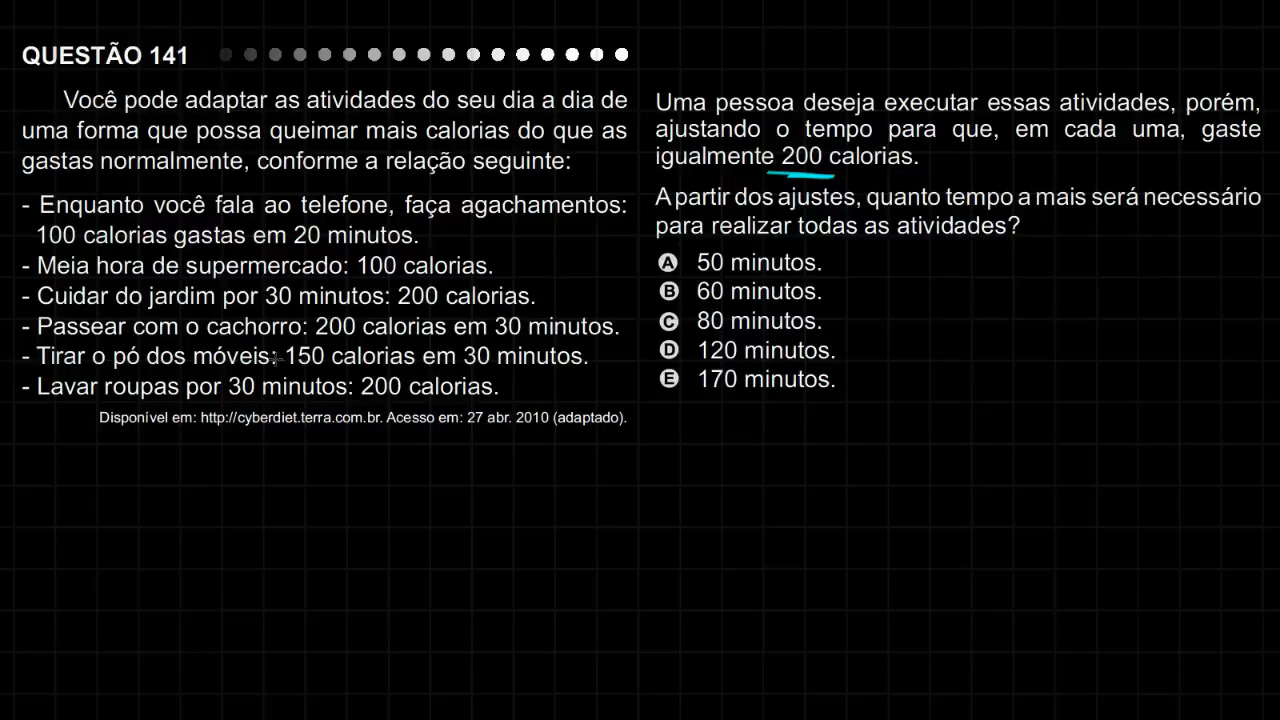 QUESTÃO 141
Você pode adaptar as atividades do seu dia a dia de
uma forma que possa queimar mais calorias do que as
gastas normalmente, conforme a relação seguinte:
- Enquanto você fala ao telefone, faça agachamentos:
100 calorias gastas em 20 minutos.
- Meia hora de supermercado: 100 calorias.
- Cuidar do jardim por 30 minutos: 200 calorias.
- Passear com o cachorro: 200 calorias em 30 minutos.
- Tirar o pó dos móveis: 150 calorias em 30 minutos.
- Lavar roupas por 30 minutos: 200 calorias.
Disponível em: http://cyberdiet.terra.com.br. Acesso em: 27 abr. 2010 (adaptado).
Uma pessoa deseja executar essas atividades, porém,
ajustando o tempo para que, em cada uma, gaste
igualmente 200 calorias.
A partir dos ajustes, quanto tempo a mais será necessário
para realizar todas as atividades?
A 50 minutos.
B 60 minutos.
C 80 minutos.
D 120 minutos.
E 170 minutos.